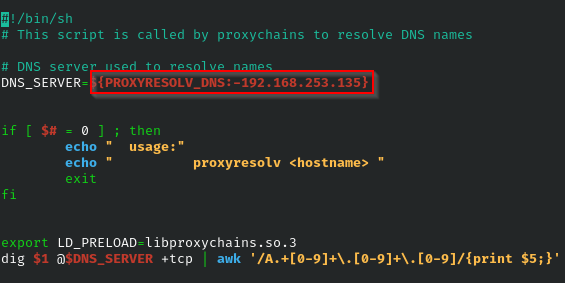 #!/bin/sh
# This script is called by proxychains to resolve DNS names
# DNS server used to resolve names
DNS_SERVER=${PROXYRESOLV_DNS:-192.168.253.135}
if [ $# = 0 ] ; then
echo "  usage:"
echo "          proxyresolv <hostname> "
exit
fi
export LD_PRELOAD=libproxychains.so.3
dig $1 @$DNS_SERVER +tcp | awk '/A.+[0-9]+\.[0-9]+\.[0-9]/{print $5;}'